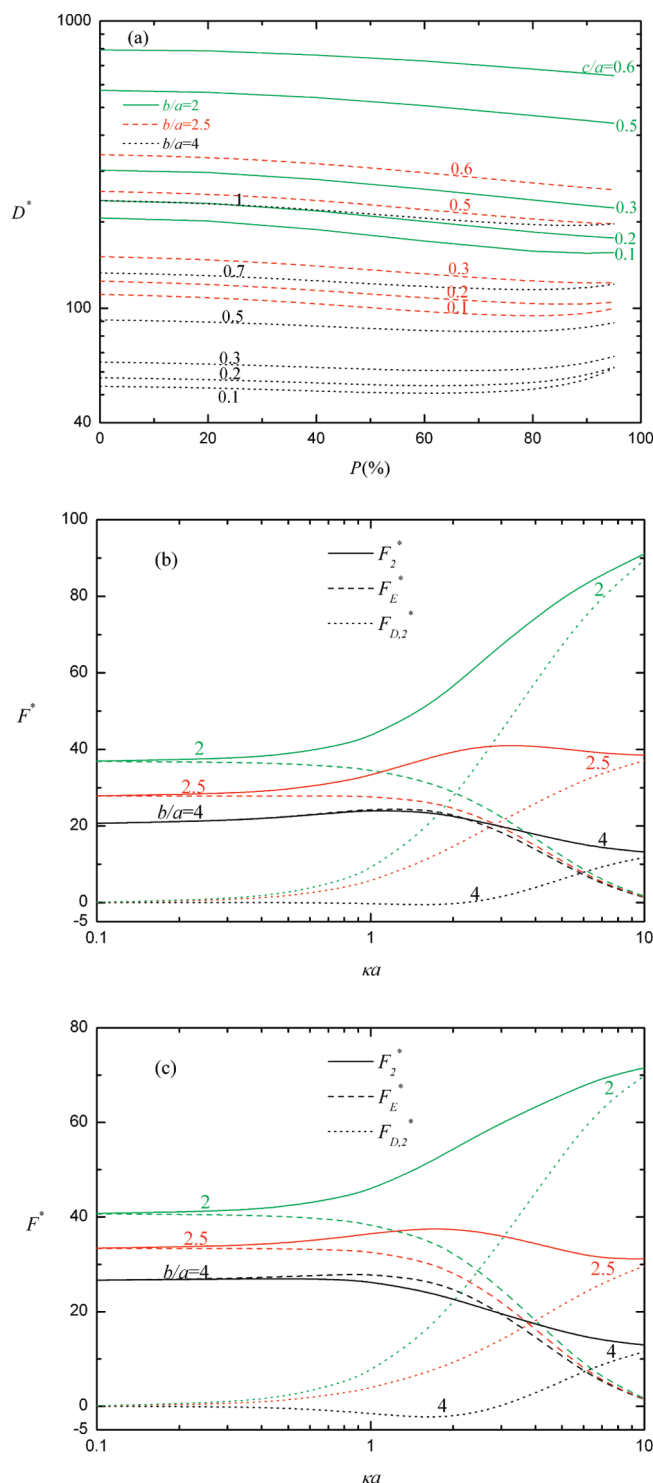 1000
(a)
c/a=0.6
b/a=2
b/a=2.5
b/a=4
0.5
0.6
0.3
0.5
1
D*
0.2
0.1
0.3
0.7
0.2
100
0.1
0.5
0.3
0.2
0.1
40
0 20 40 60 80 100
P(%)
100
(b)
F2*
FE*
FD,2*
2
80
60
F*
40
2
2.5
2.5
20
b/a=4
4
4
0
-5
0.1 1 10
κa
80
(c)
F2*
FE*
FD,2*
2
60
F*
40
2
2.5
2.5
b/a=4
20
4
4
0
-5
0.1 1 10
κa